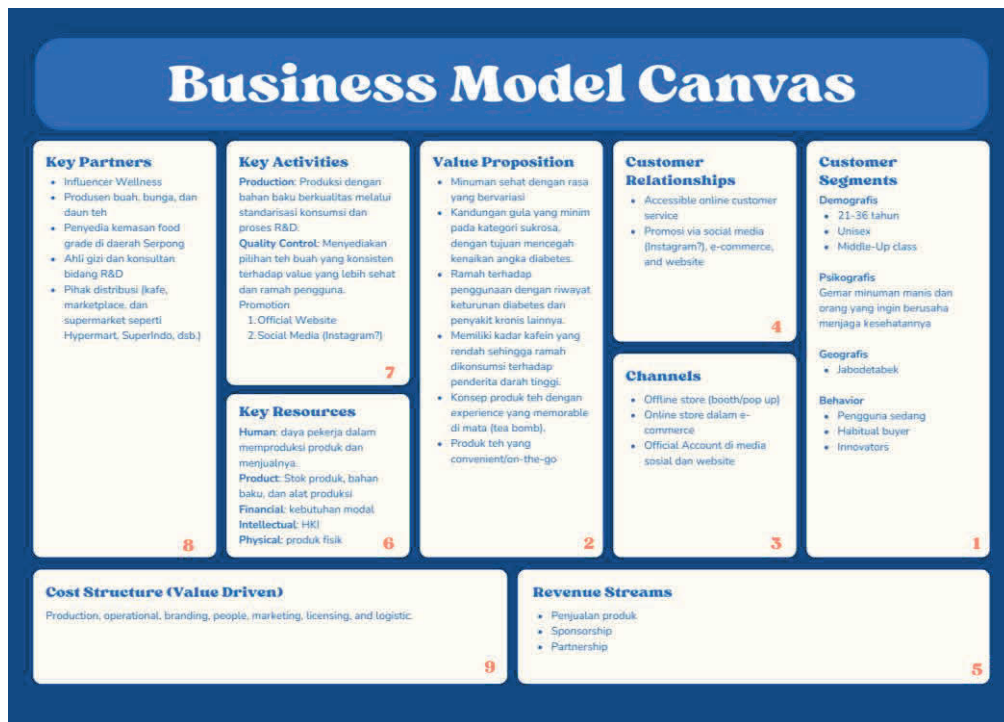 Business Model Canvas
Key Partners
• Influencer Wellness
• Produsen buah, bunga, dan
daun teh
• Penyedia kemasan food
grade di daerah Serpong
• Ahli gizi dan konsultan
bidang R&D
• Pihak distribusi (kafe,
marketplace, dan
supermarket seperti
Hypermart, SuperIndo, dsb.)
8
Key Activities
Production: Produksi dengan
bahan baku berkualitas melalui
standarisasi konsumsi dan
proses R&D.
Quality Control: Menyediakan
pilihan teh buah yang konsisten
terhadap value yang lebih sehat
dan ramah pengguna.
Promotion
1. Official Website
2. Social Media (Instagram?)
7
Key Resources
Human: daya pekerja dalam
memproduksi produk dan
menjualnya.
Product: Stok produk, bahan
baku, dan alat produksi
Financial: kebutuhan modal
Intellectual: HKI
Physical: produk fisik
6
Value Proposition
• Minuman sehat dengan rasa
yang bervariasi
• Kandungan gula yang minim
pada kategori sukrosa,
dengan tujuan mencegah
kenaikan angka diabetes.
• Ramah terhadap
penggunaan dengan riwayat
keturunan diabetes dan
penyakit kronis lainnya.
• Memiliki kadar kafein yang
rendah sehingga ramah
dikonsumsi terhadap
penderita darah tinggi.
• Konsep produk teh dengan
experience yang memorable
di mata (tea bomb).
• Produk teh yang
convenient/on-the-go
2
Customer
Relationships
• Accessible online customer
service
• Promosi via social media
(Instagram?), e-commerce,
and website
4
Channels
• Offline store (booth/pop up)
• Online store dalam e-
commerce
• Official Account di media
sosial dan website
3
Customer
Segments
Demografis
• 21-36 tahun
• Unisex
• Middle-Up class
Psikografis
Gemar minuman manis dan
orang yang ingin berusaha
menjaga kesehatannya
Geografis
• Jabodetabek
Behavior
• Pengguna sedang
• Habitual buyer
• Innovators
1
Cost Structure (Value Driven)
Production, operational, branding, people, marketing, licensing, and logistic.
9
Revenue Streams
• Penjualan produk
• Sponsorship
• Partnership
5